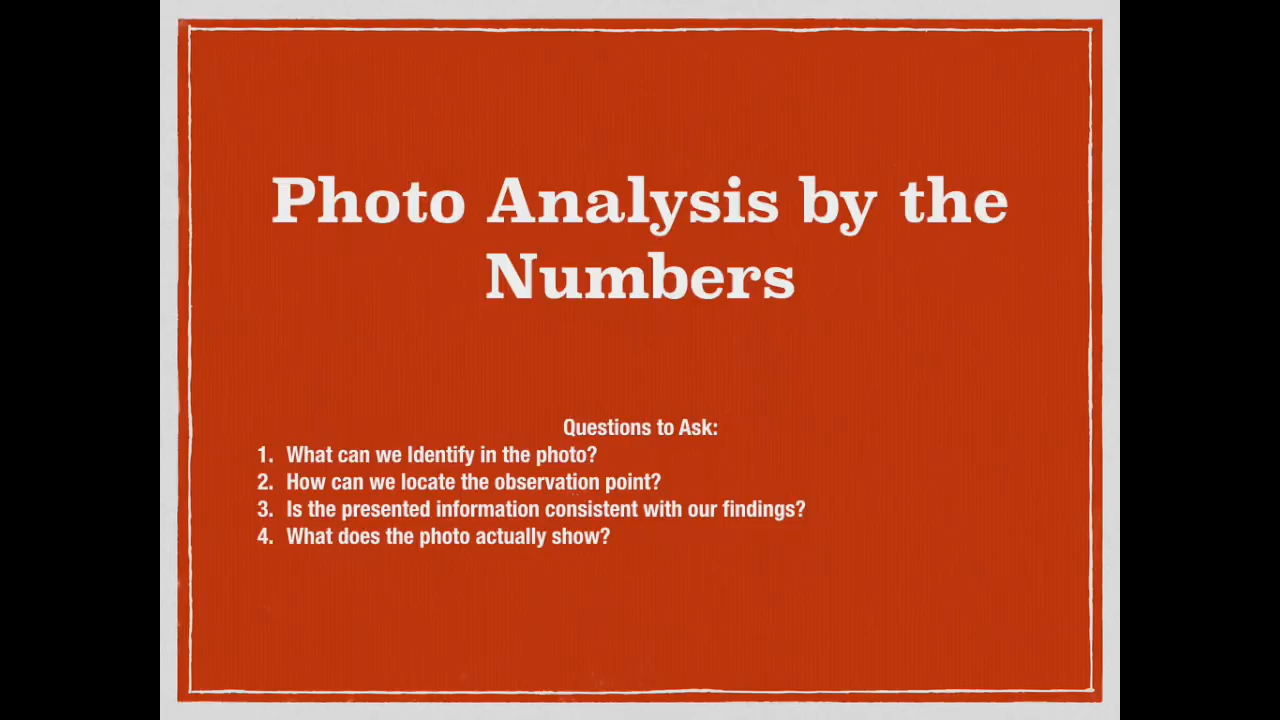 Photo Analysis by the
Numbers
Questions to Ask:
1. What can we Identify in the photo?
2. How can we locate the observation point?
3. Is the presented information consistent with our findings?
4. What does the photo actually show?